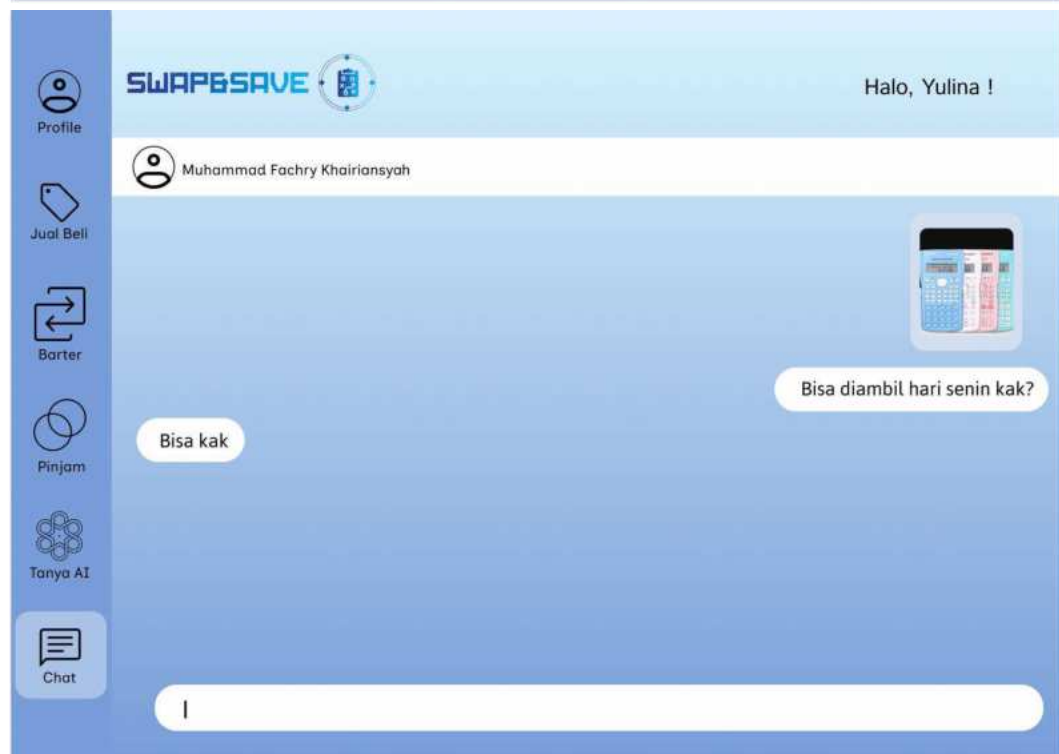 SWAP&SAVE
Halo, Yulina !
Profile
Jual Beli
Barter
Pinjam
Tanya AI
Chat
Muhammad Fachry Khairiansyah
Bisa diambil hari senin kak?
Bisa kak